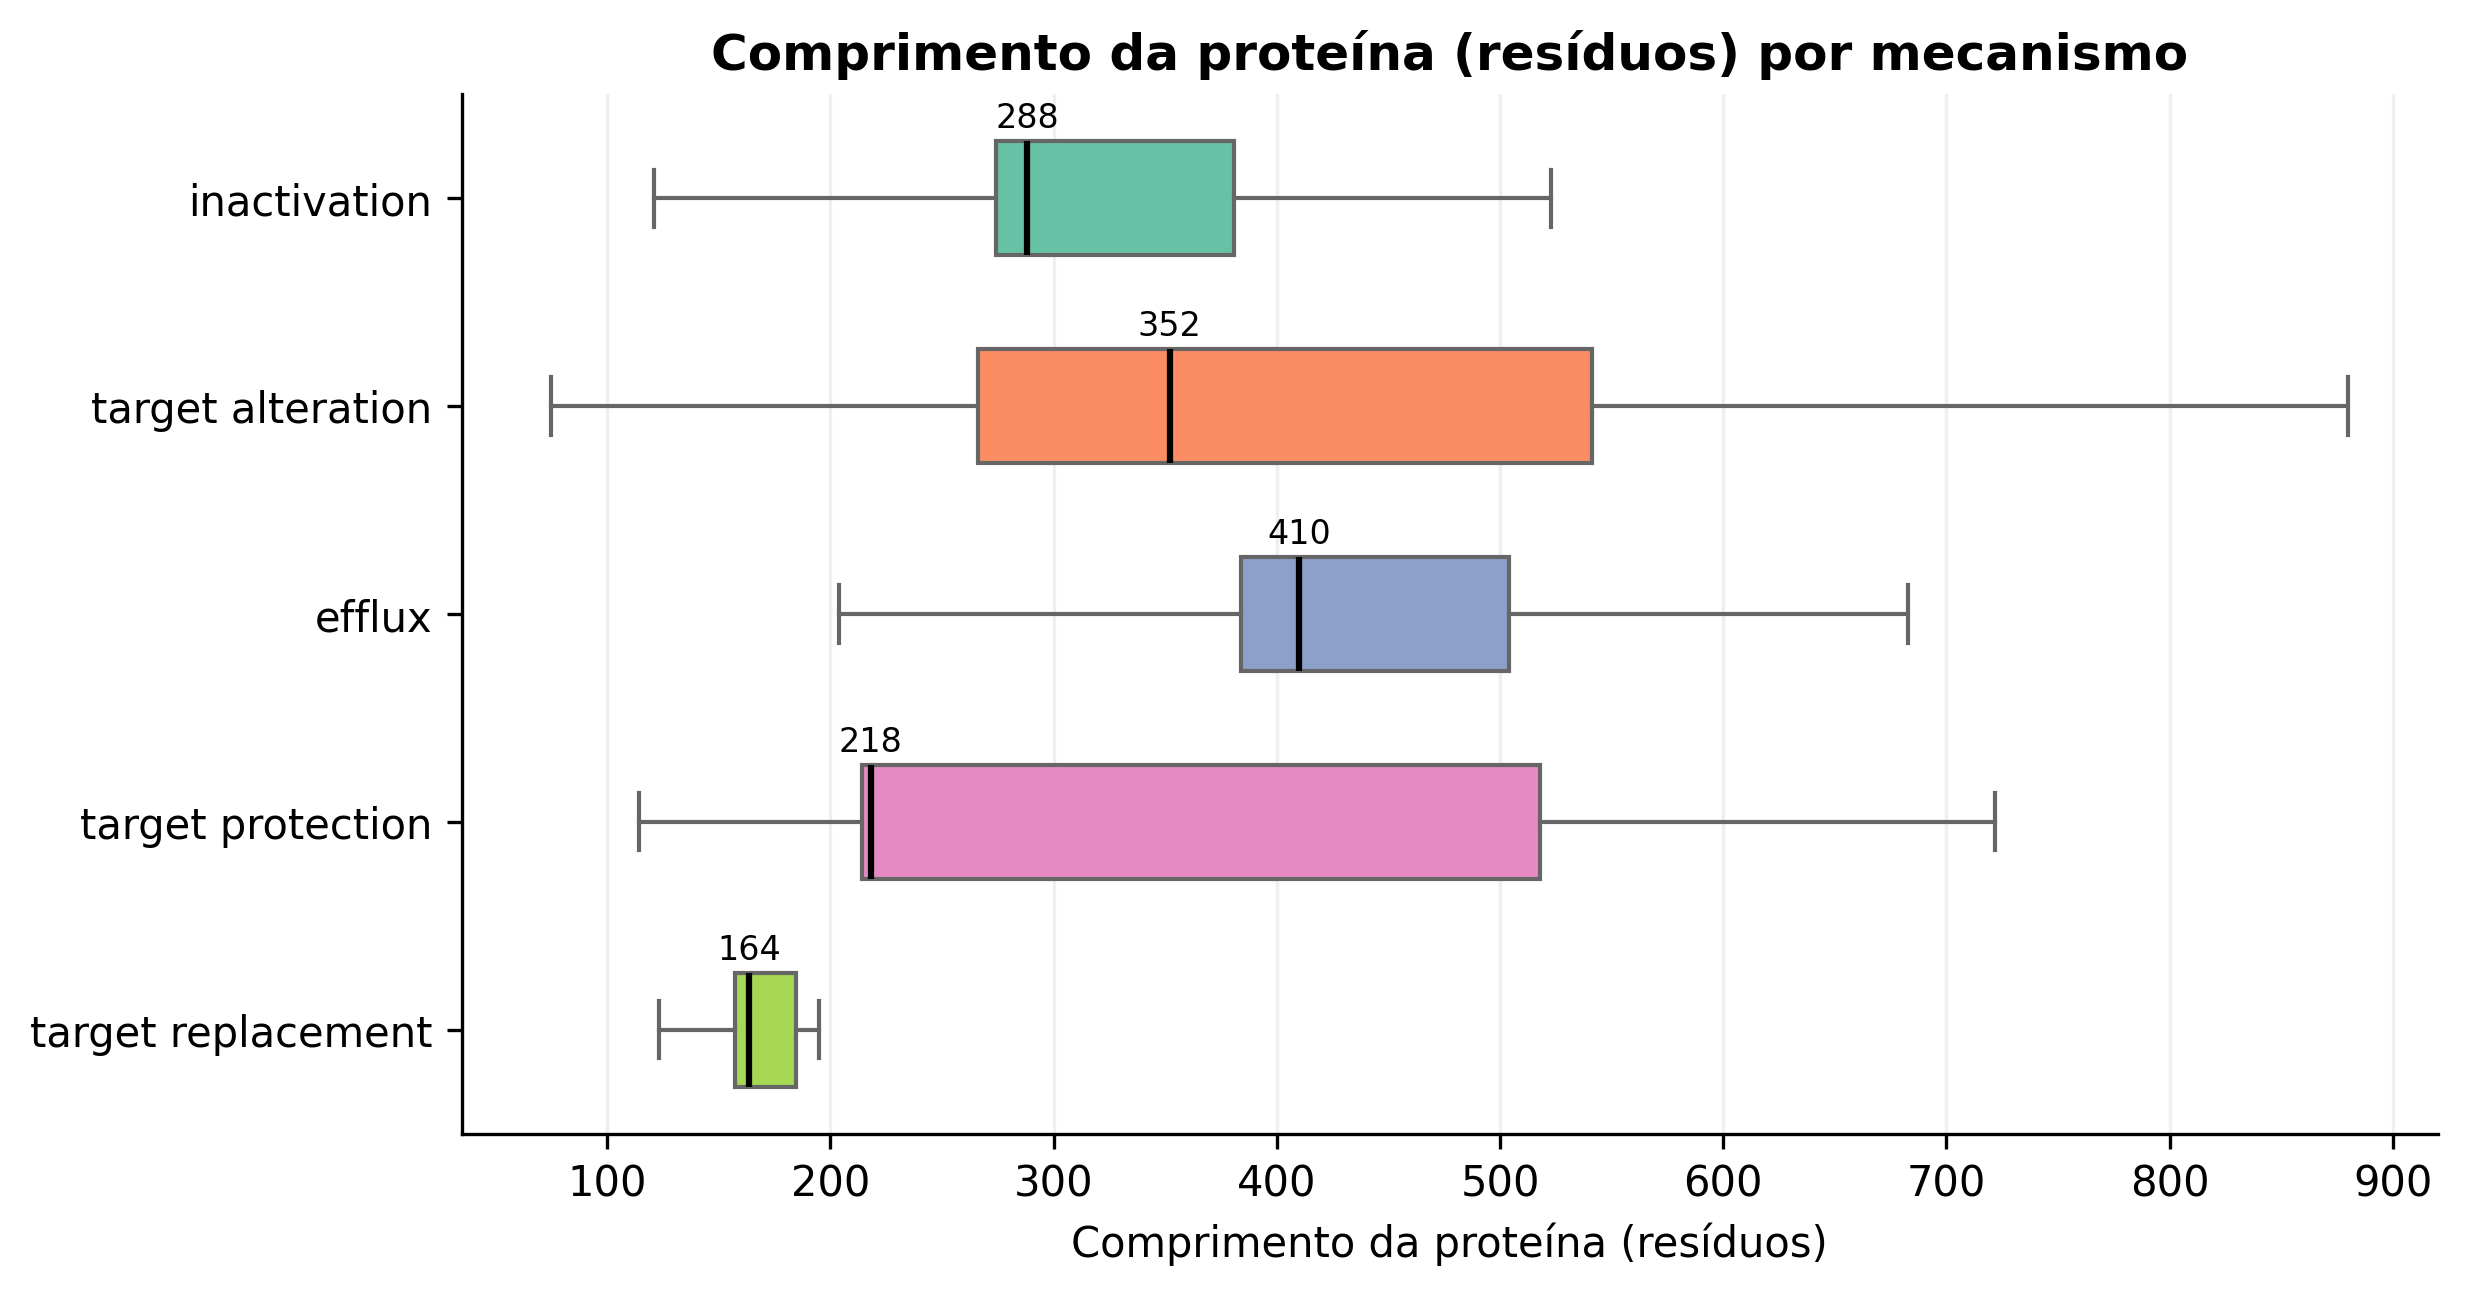 Comprimento da proteína (resíduos) por mecanismo
288
inactivation
352
target alteration
410
efflux
218
target protection
164
target replacement
100 200 300 400 500 600 700 800 900
Comprimento da proteína (resíduos)